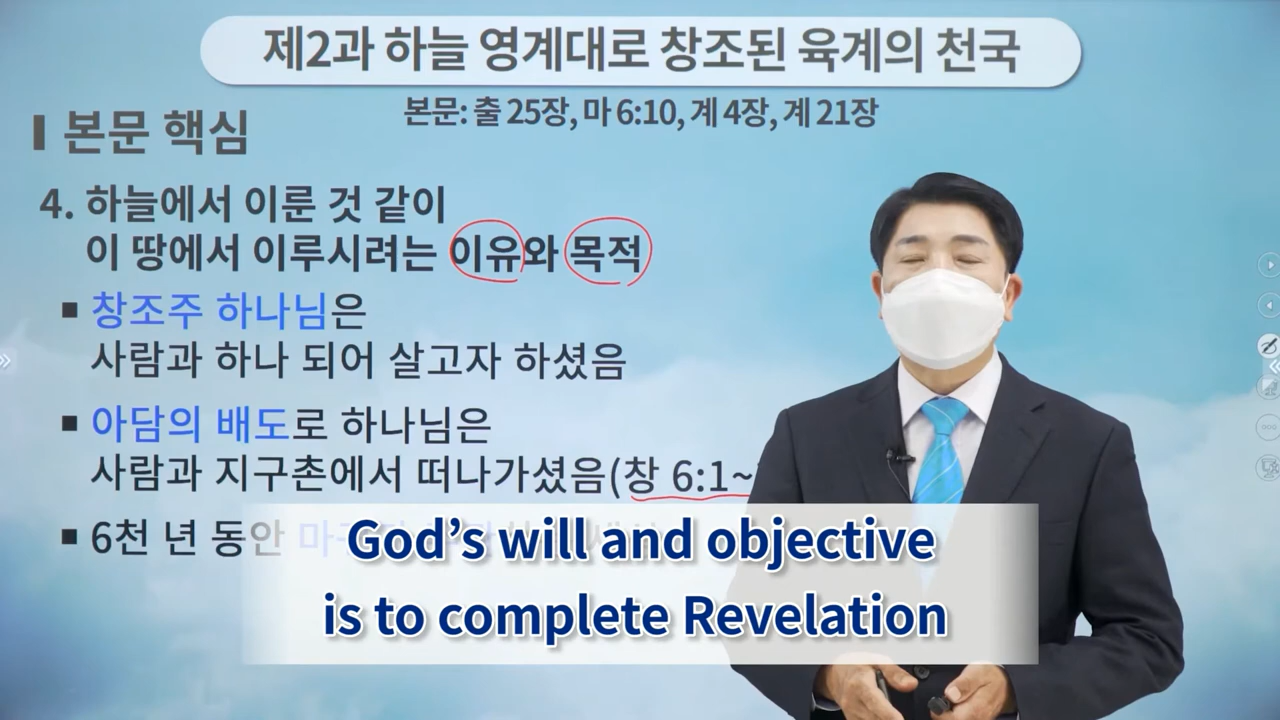 제2과 하늘 영계대로 창조된 육계의 천국
본문: 출 25장, 마 6:10, 계 4장, 계 21장
본문 핵심
4. 하늘에서 이룬 것 같이
이 땅에서 이루시려는 이유와 목적
■ 창조주 하나님은
사람과 하나 되어 살고자 하셨음
■ 아담의 배도로 하나님은
사람과 지구촌에서 떠나가셨음(창 6:1~
■ 6천 년 동안
God's will and objective
is to complete Revelation